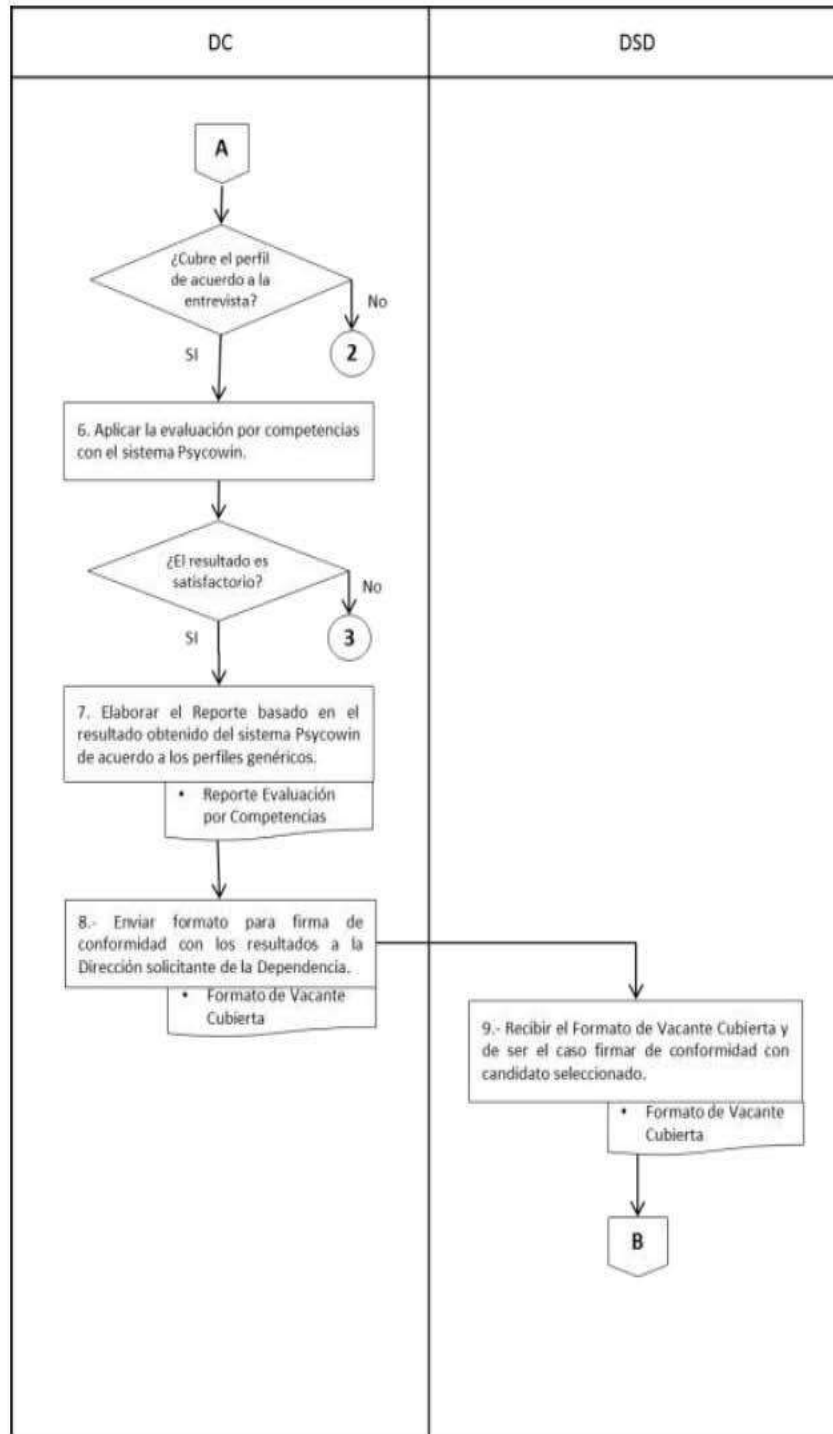 DC
DSD
A
¿Cubre el perfil
de acuerdo a la
entrevista?
No
2
SI
6. Aplicar la evaluación por competencias
con el sistema Psycowin.
¿El resultado es
satisfactorio?
No
3
SI
7. Elaborar el Reporte basado en el
resultado obtenido del sistema Psycowin
de acuerdo a los perfiles genéricos.
• Reporte Evaluación
por Competencias
8.- Enviar formato para firma de
conformidad con los resultados a la
Dirección solicitante de la Dependencia.
• Formato de Vacante
Cubierta
9.- Recibir el Formato de Vacante Cubierta y
de ser el caso firmar de conformidad con
candidato seleccionado.
• Formato de Vacante
Cubierta
B